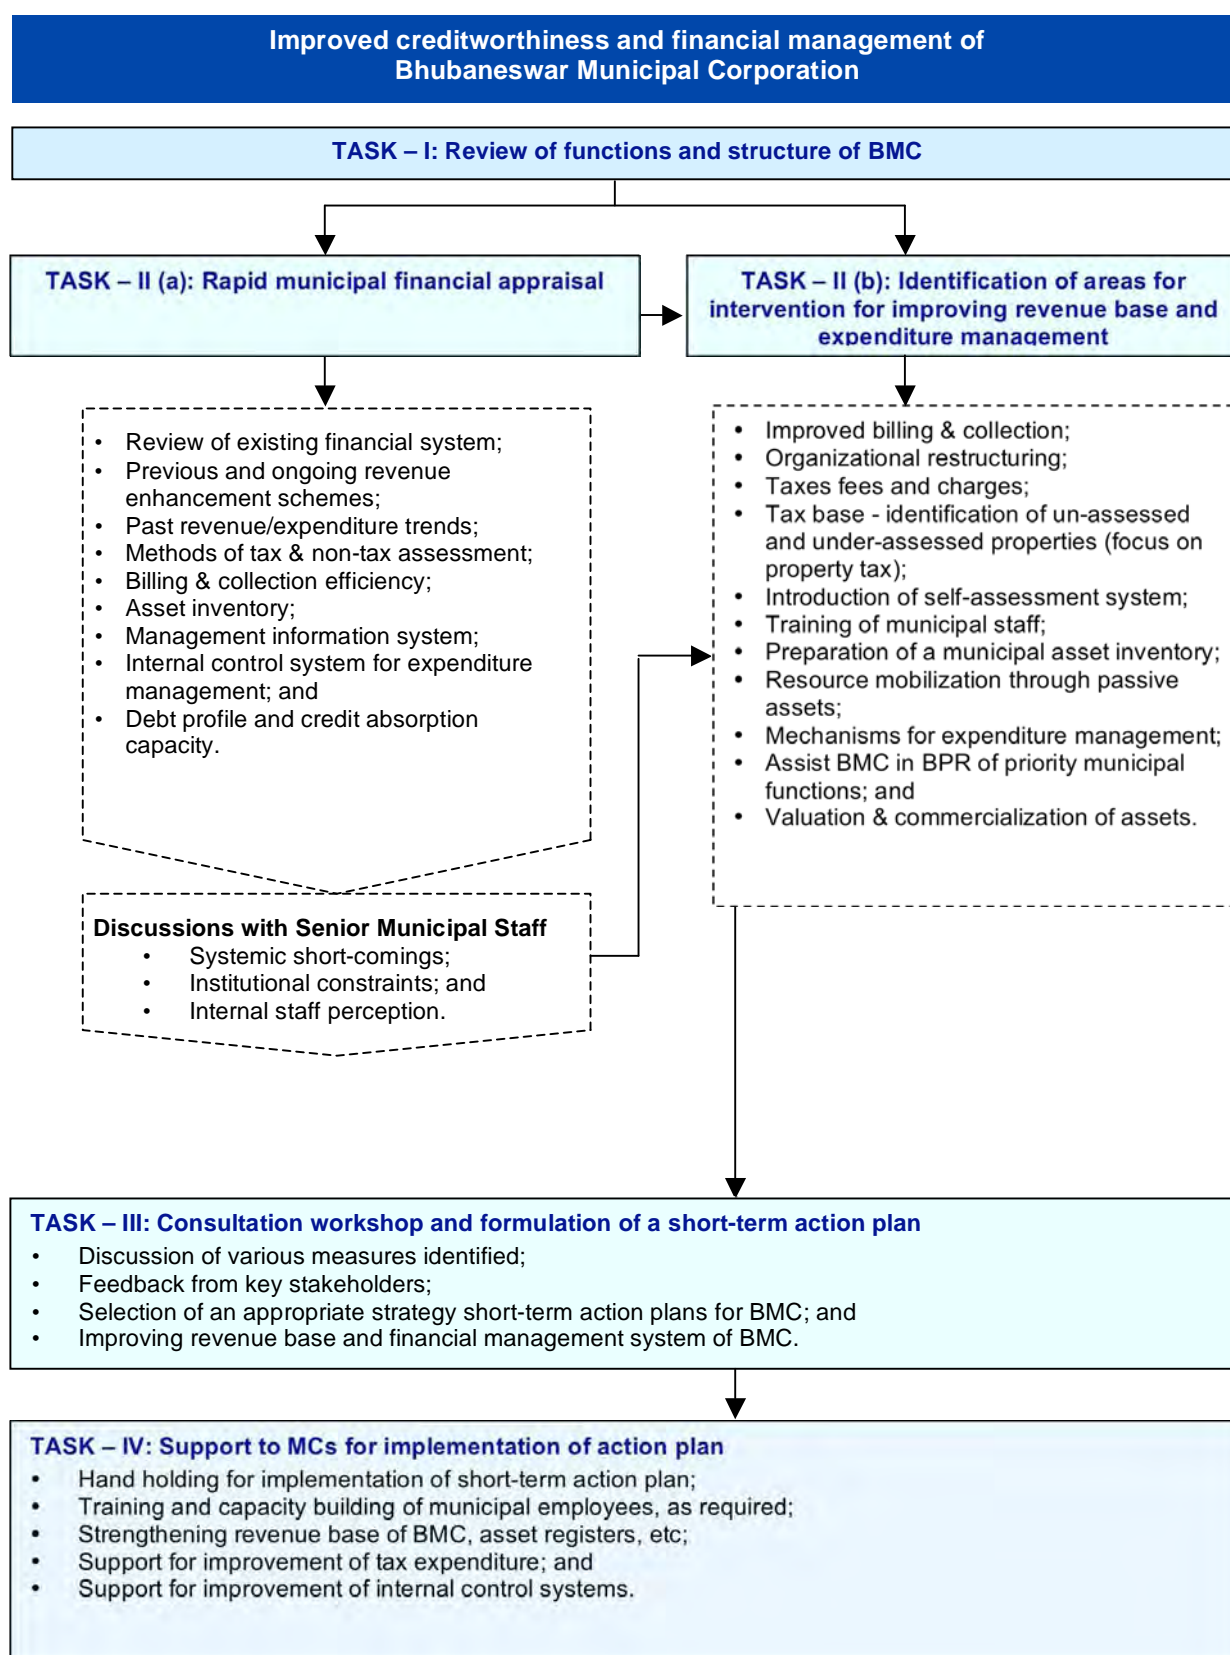 Improved creditworthiness and financial management of
Bhubaneswar Municipal Corporation
TASK – I: Review of functions and structure of BMC
TASK – II (a): Rapid municipal financial appraisal
TASK – II (b): Identification of areas for
intervention for improving revenue base and
expenditure management
• Review of existing financial system;
• Previous and ongoing revenue
enhancement schemes;
• Past revenue/expenditure trends;
• Methods of tax & non-tax assessment;
• Billing & collection efficiency;
• Asset inventory;
• Management information system;
• Internal control system for expenditure
management; and
• Debt profile and credit absorption
capacity.
• Improved billing & collection;
• Organizational restructuring;
• Taxes fees and charges;
• Tax base - identification of un-assessed
and under-assessed properties (focus on
property tax);
• Introduction of self-assessment system;
• Training of municipal staff;
• Preparation of a municipal asset inventory;
• Resource mobilization through passive
assets;
• Mechanisms for expenditure management;
• Assist BMC in BPR of priority municipal
functions; and
• Valuation & commercialization of assets.
Discussions with Senior Municipal Staff
• Systemic short-comings;
• Institutional constraints; and
• Internal staff perception.
TASK – III: Consultation workshop and formulation of a short-term action plan
• Discussion of various measures identified;
• Feedback from key stakeholders;
• Selection of an appropriate strategy short-term action plans for BMC; and
• Improving revenue base and financial management system of BMC.
TASK – IV: Support to MCs for implementation of action plan
• Hand holding for implementation of short-term action plan;
• Training and capacity building of municipal employees, as required;
• Strengthening revenue base of BMC, asset registers, etc;
• Support for improvement of tax expenditure; and
• Support for improvement of internal control systems.